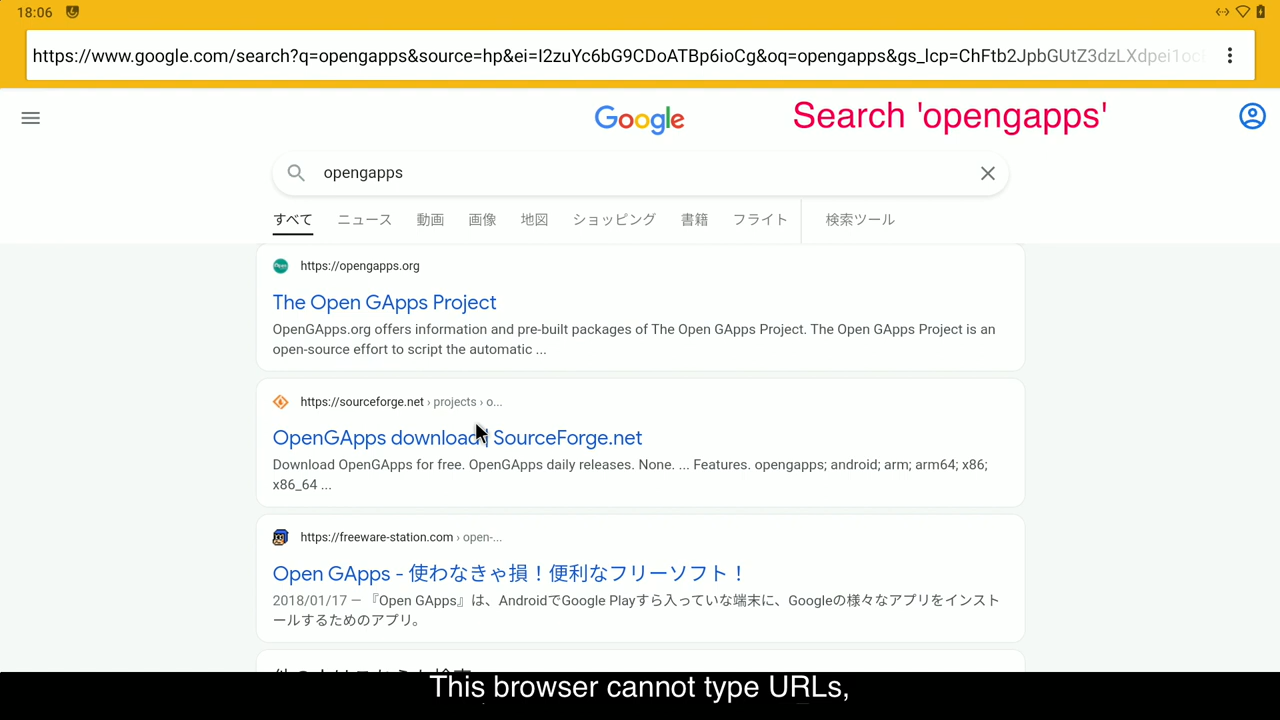 18:06
https://www.google.com/search?q=opengapps&source=hp&ei=I2zuYc6bG9CDoATBp6ioCg&oq=opengapps&gs_lcp=ChFtb2JpbGUtZ3dzLXdpei1oc
Google
Search 'opengapps'
opengapps
すべて ニュース 動画 画像 地図 ショッピング 書籍 フライト 検索ツール
https://opengapps.org
The Open GApps Project
OpenGApps.org offers information and pre-built packages of The Open GApps Project. The Open GApps Project is an
open-source effort to script the automatic ...
https://sourceforge.net › projects › o...
OpenGApps download | SourceForge.net
Download OpenGApps for free. OpenGApps daily releases. None. ... Features. opengapps; android; arm; arm64; x86;
x86_64 ...
https://freeware-station.com › open-...
Open GApps - 使わなきゃ損！便利なフリーソフト！
2018/01/17 — 『Open GApps』は、AndroidでGoogle Playすら入っていな端末に、Googleの様々なアプリをインスト
ールするためのアプリ。
This browser cannot type URLs,